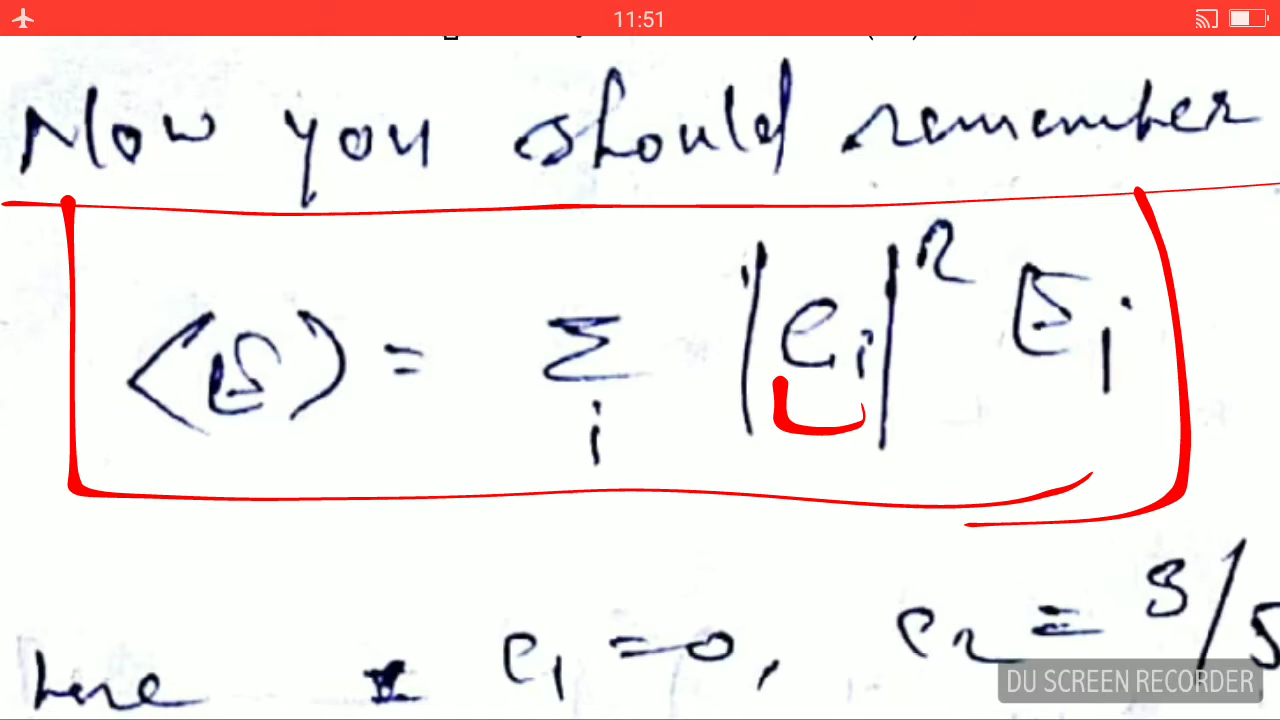 11:51
Now you should remember
⟨E⟩ = Σ |Ci|² Ei
i
here C1 = 0, C2 = 3/5
DU SCREEN RECORDER